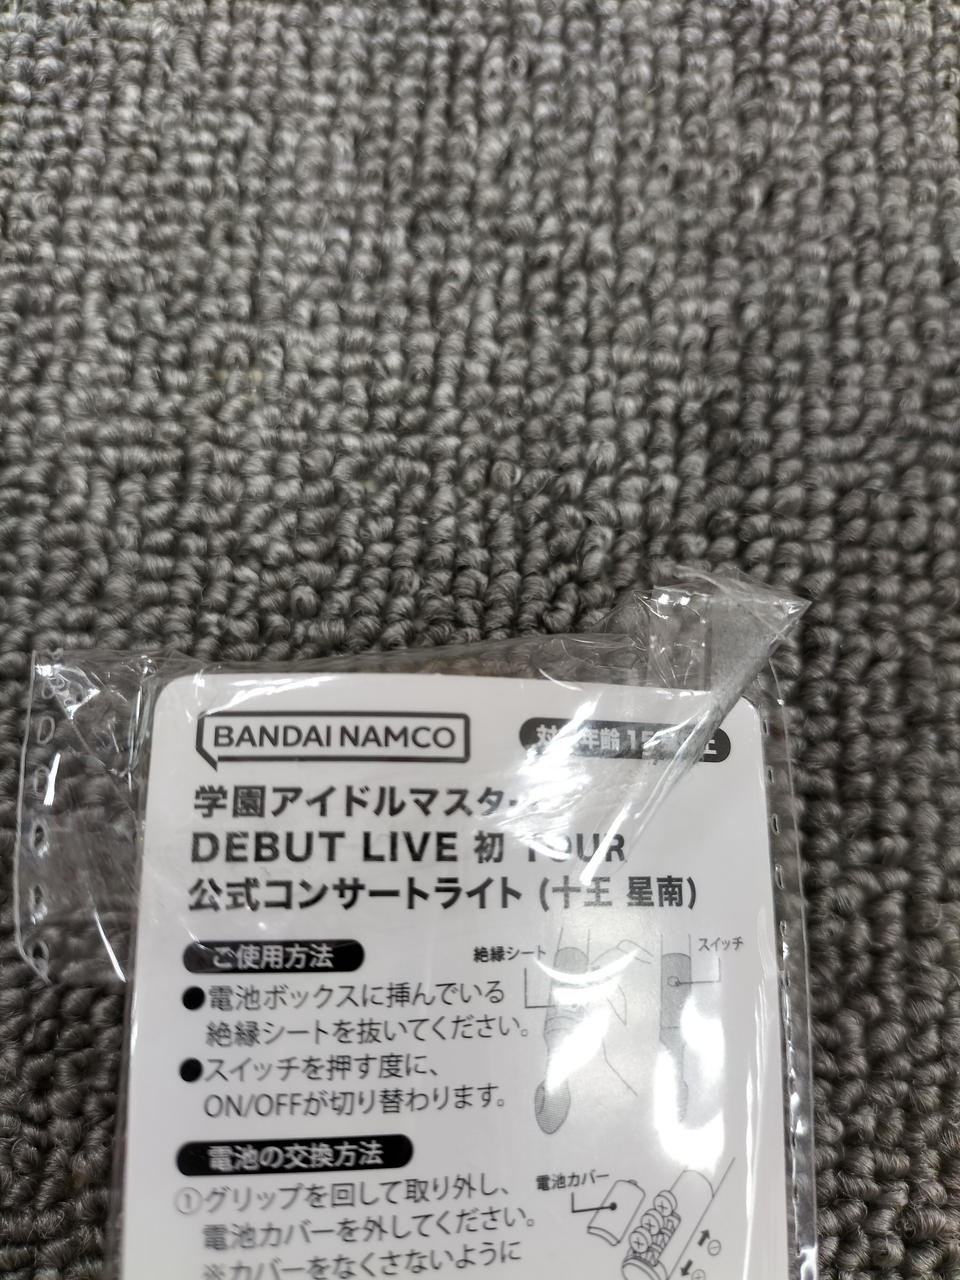 BANDAI NAMCO
学園アイドルマスター
DEBUT LIVE 初 TOUR
公式コンサートライト (十王 星南)
ご使用方法
●電池ボックスに挿んでいる
絶縁シートを抜いてください。
●スイッチを押す度に、
ON/OFFが切り替わります。
絶縁シート
スイッチ
電池の交換方法
①グリップを回して取り外し、
電池カバーを外してください。
※カバーをなくさないように
電池カバー